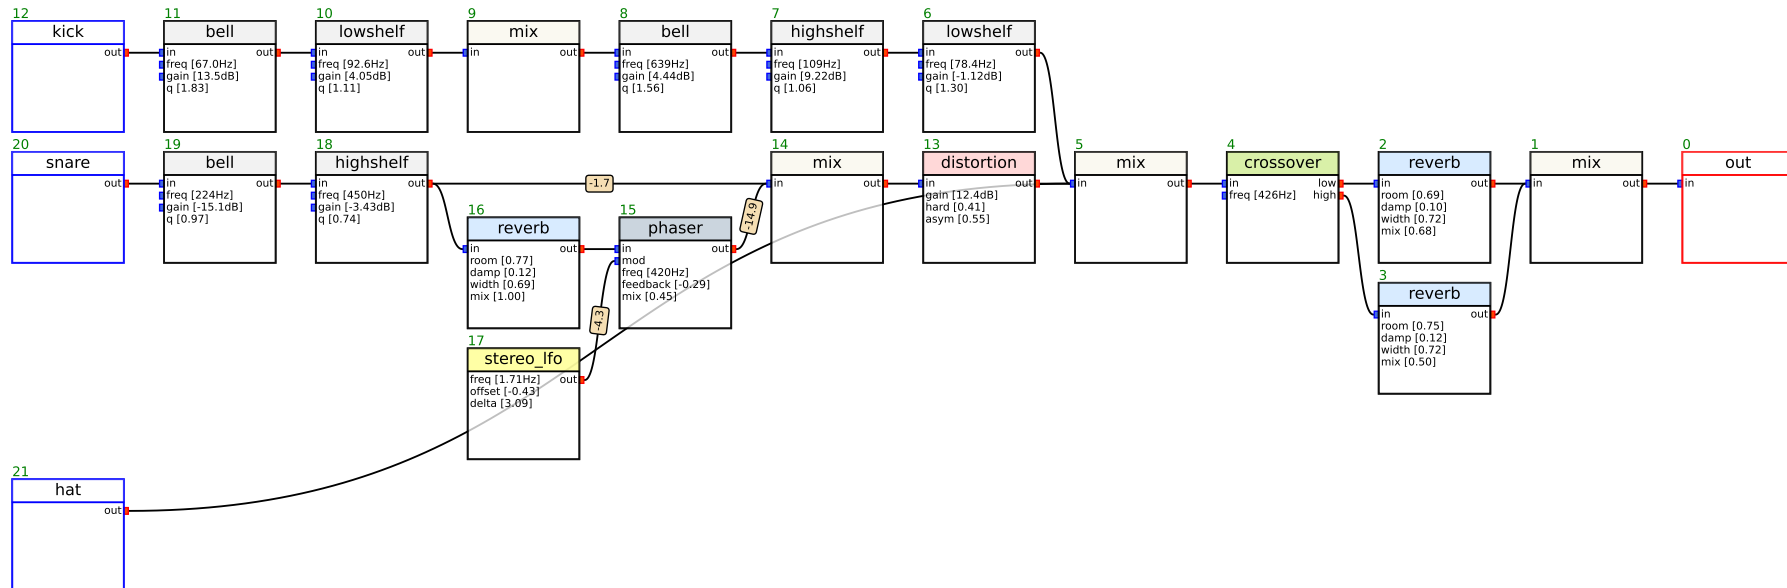 12
kick
out
11
bell
in out
freq [67.0Hz]
gain [13.5dB]
q [1.83]
10
lowshelf
in out
freq [92.6Hz]
gain [4.05dB]
q [1.11]
9
mix
in out
8
bell
in out
freq [639Hz]
gain [4.44dB]
q [1.56]
7
highshelf
in out
freq [109Hz]
gain [9.22dB]
q [1.06]
6
lowshelf
in out
freq [78.4Hz]
gain [-1.12dB]
q [1.30]
20
snare
out
19
bell
in out
freq [224Hz]
gain [-15.1dB]
q [0.97]
18
highshelf
in out
freq [450Hz]
gain [-3.43dB]
q [0.74]
-1.7
14
mix
in out
13
distortion
in out
gain [12.4dB]
hard [0.41]
asym [0.55]
5
mix
in out
4
crossover
in low
freq [426Hz] high
2
reverb
in out
room [0.69]
damp [0.10]
width [0.72]
mix [0.68]
1
mix
in out
0
out
in
16
reverb
in out
room [0.77]
damp [0.12]
width [0.69]
mix [1.00]
15
phaser
in out
mod
freq [420Hz]
feedback [-0.29]
mix [0.45]
-14.9
-4.3
3
reverb
in out
room [0.75]
damp [0.12]
width [0.72]
mix [0.50]
17
stereo_lfo
freq [1.71Hz] out
offset [-0.43]
delta [3.09]
21
hat
out